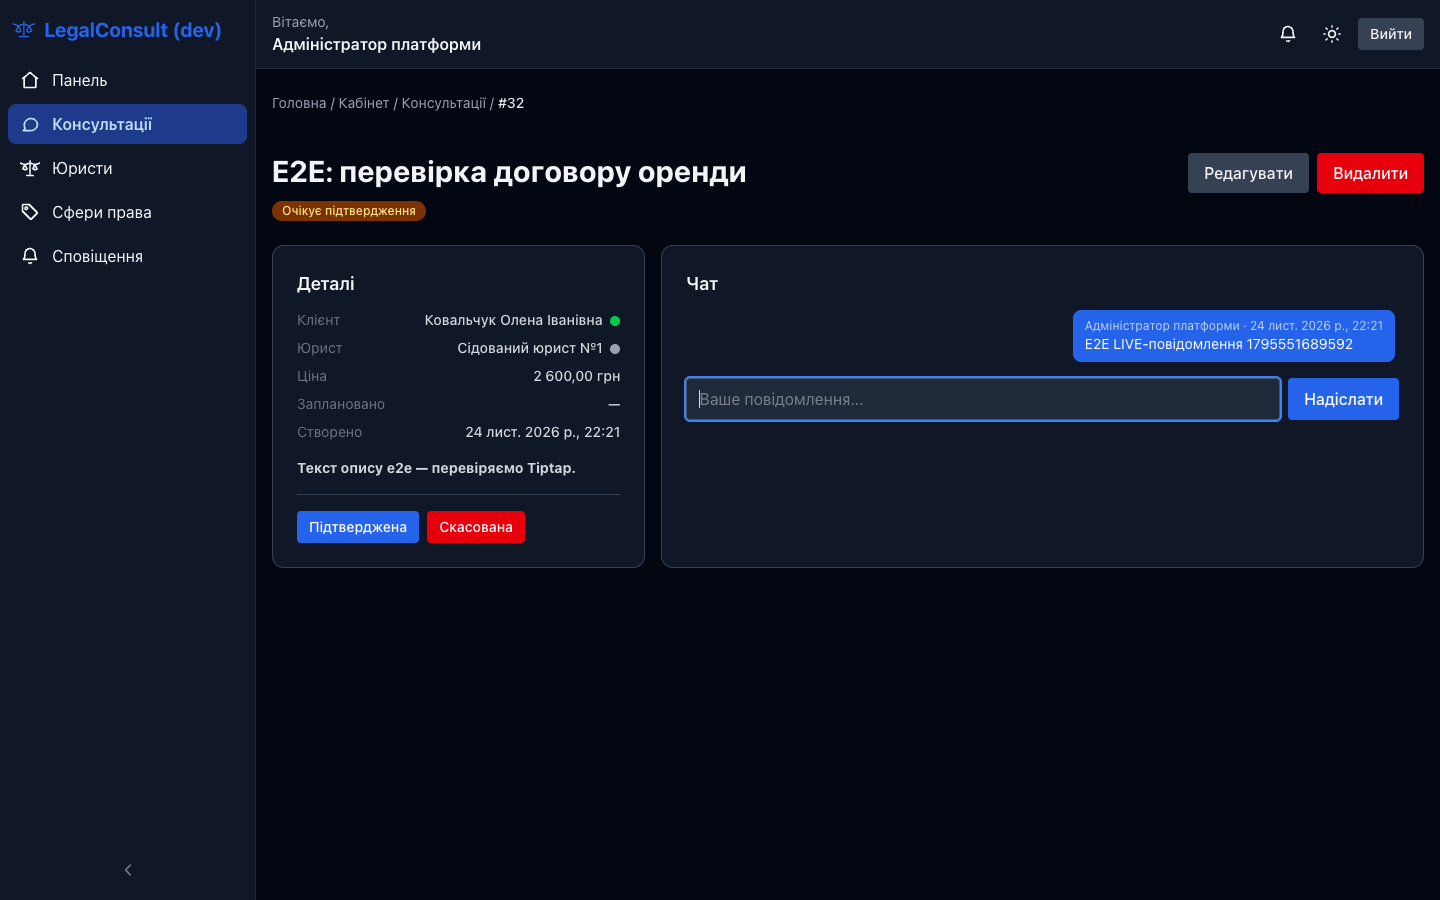 LegalConsult (dev)
Панель
Консультації
Юристи
Сфери права
Сповіщення
Вітаємо,
Адміністратор платформи
Вийти
Головна / Кабінет / Консультації / #32
E2E: перевірка договору оренди
Редагувати
Видалити
Очікує підтвердження
Деталі
Клієнт Ковальчук Олена Іванівна
Юрист Сідований юрист №1
Ціна 2 600,00 грн
Заплановано —
Створено 24 лист. 2026 р., 22:21
Текст опису e2e — перевіряємо Tiptap.
Підтверджена
Скасована
Чат
Адміністратор платформи · 24 лист. 2026 р., 22:21
E2E LIVE-повідомлення 1795551689592
Ваше повідомлення...
Надіслати